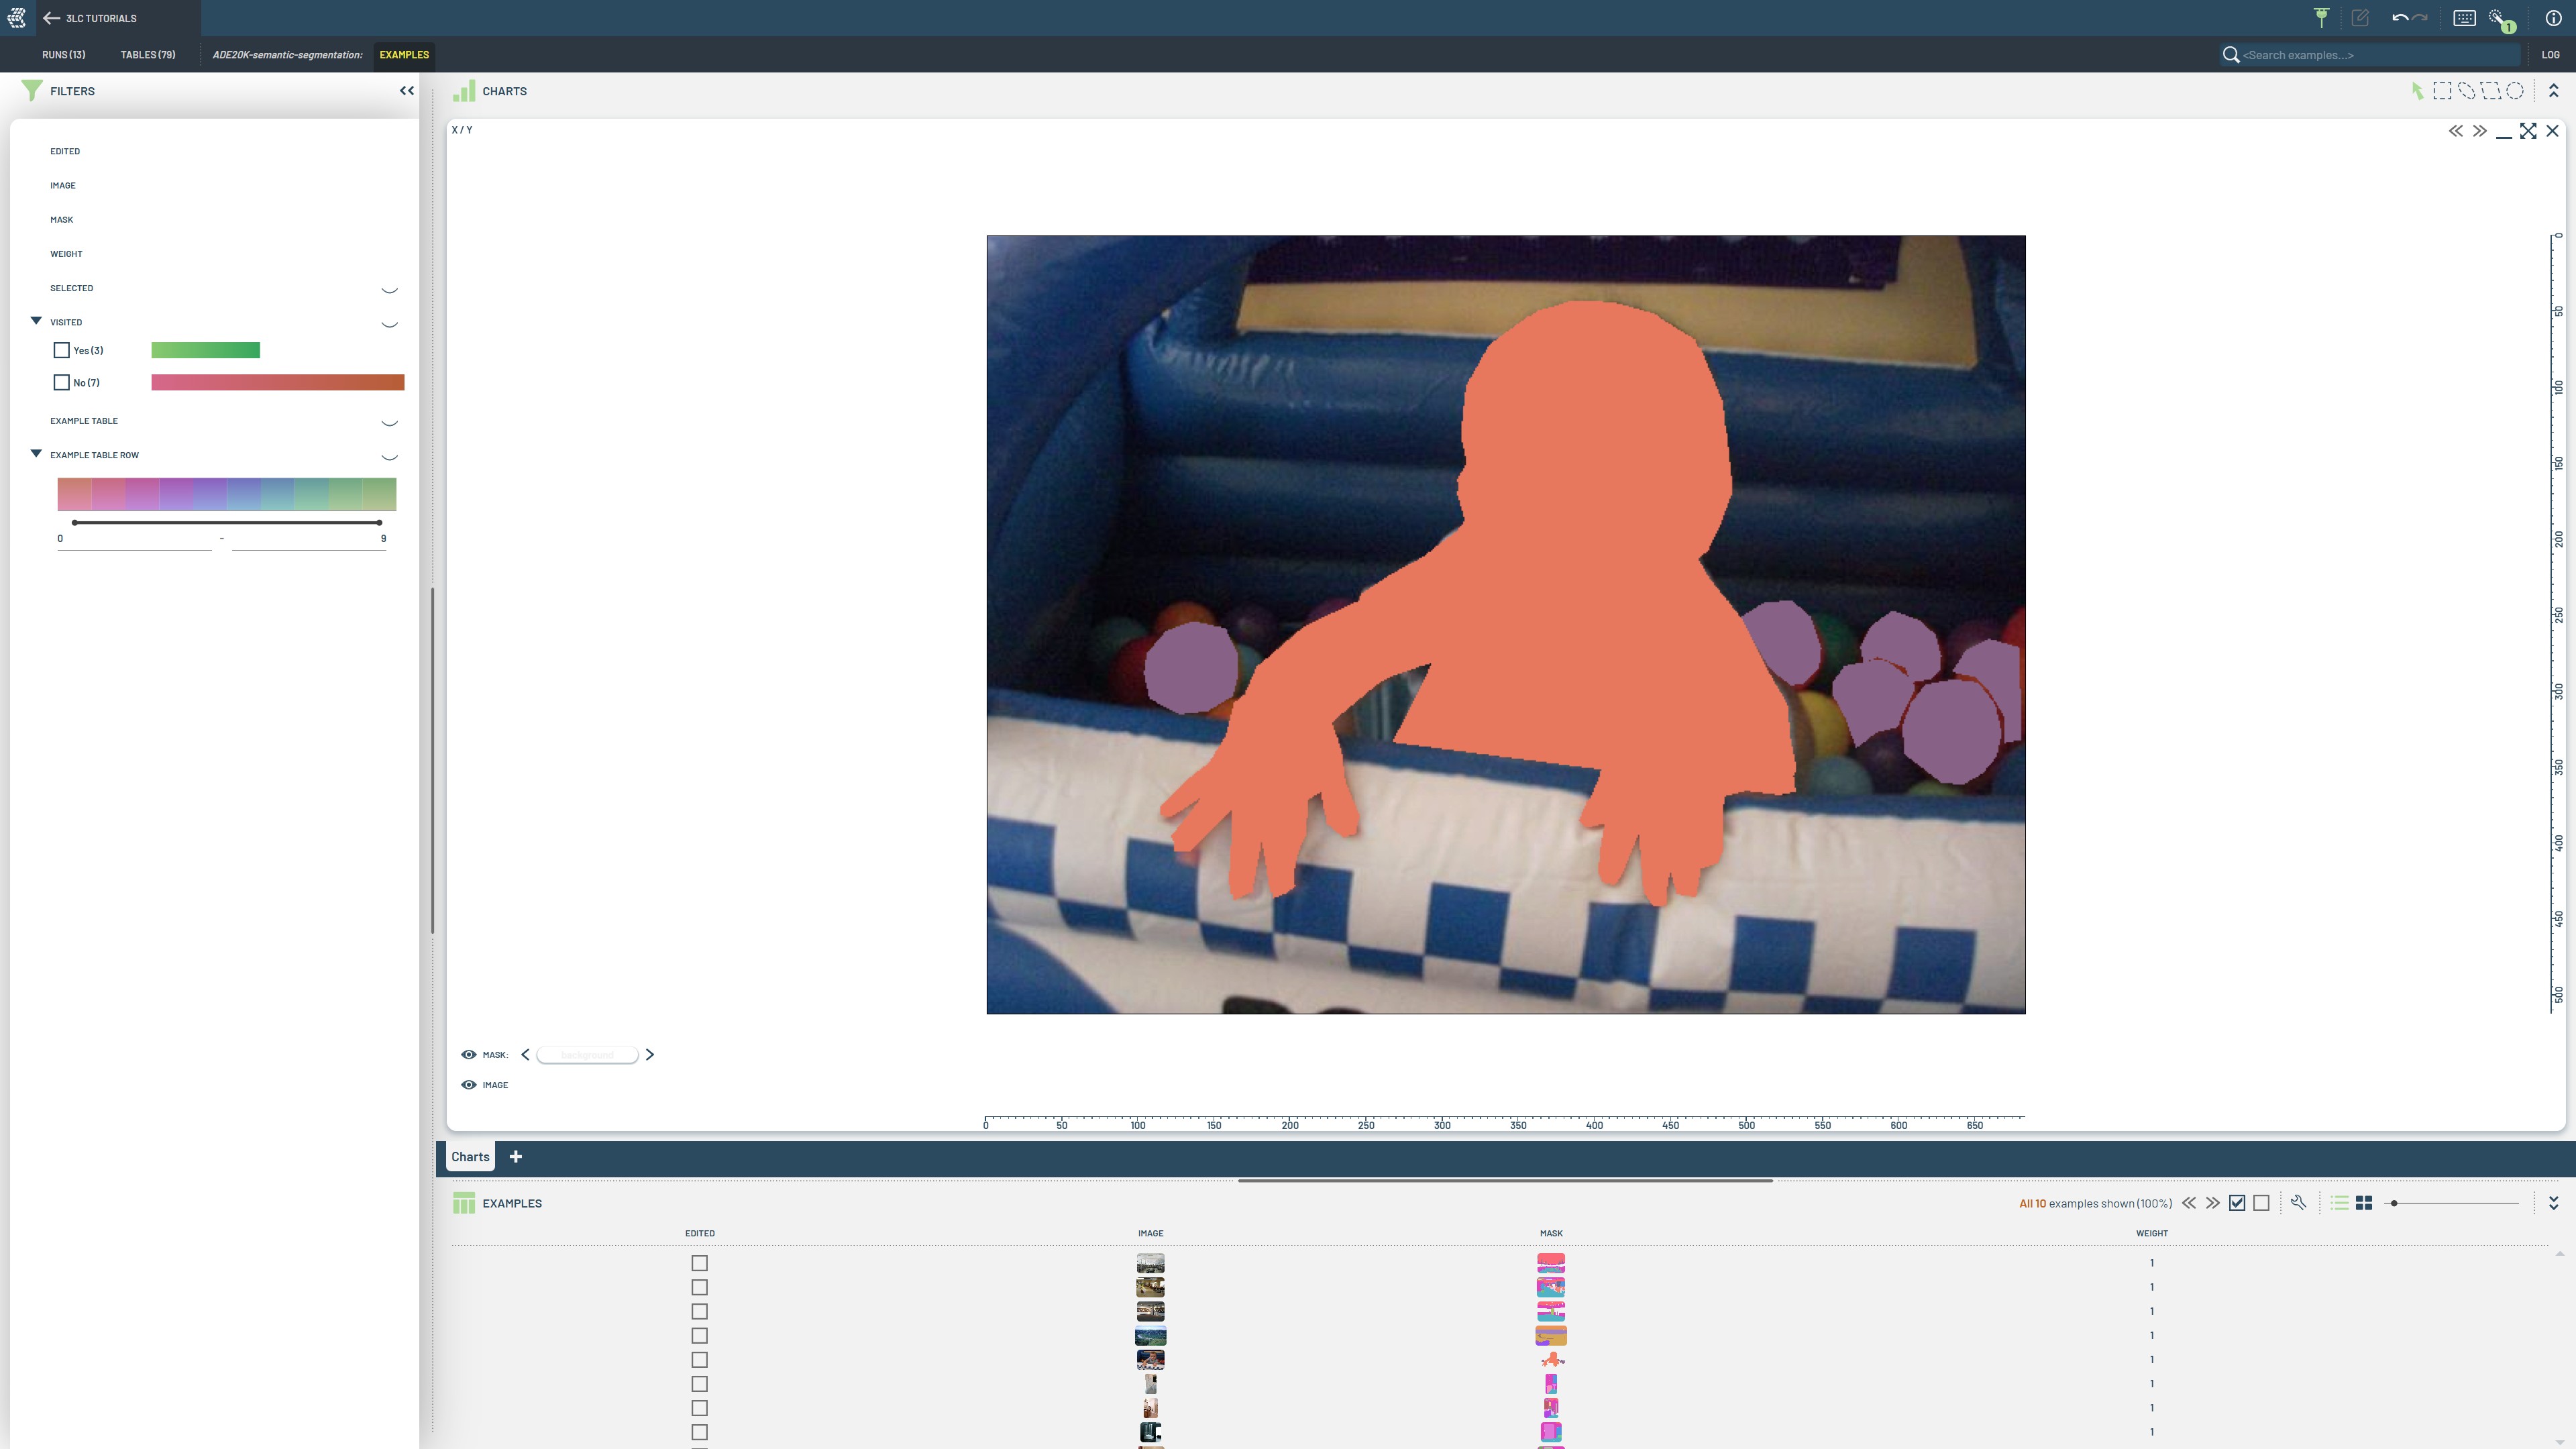 3LC TUTORIALS
1
RUNS (13)
TABLES (79)
ADE20K-semantic-segmentation:
EXAMPLES
<Search examples...>
LOG
FILTERS
EDITED
IMAGE
MASK
WEIGHT
SELECTED
VISITED
Yes (3)
No (7)
EXAMPLE TABLE
EXAMPLE TABLE ROW
0 - 9
CHARTS
X / Y
0
50
100
150
200
250
300
350
400
450
500
MASK: background
IMAGE
0 50 100 150 200 250 300 350 400 450 500 550 600 650
Charts
EXAMPLES
All 10 examples shown (100%)
EDITED IMAGE MASK WEIGHT
1
1
1
1
1
1
1
1